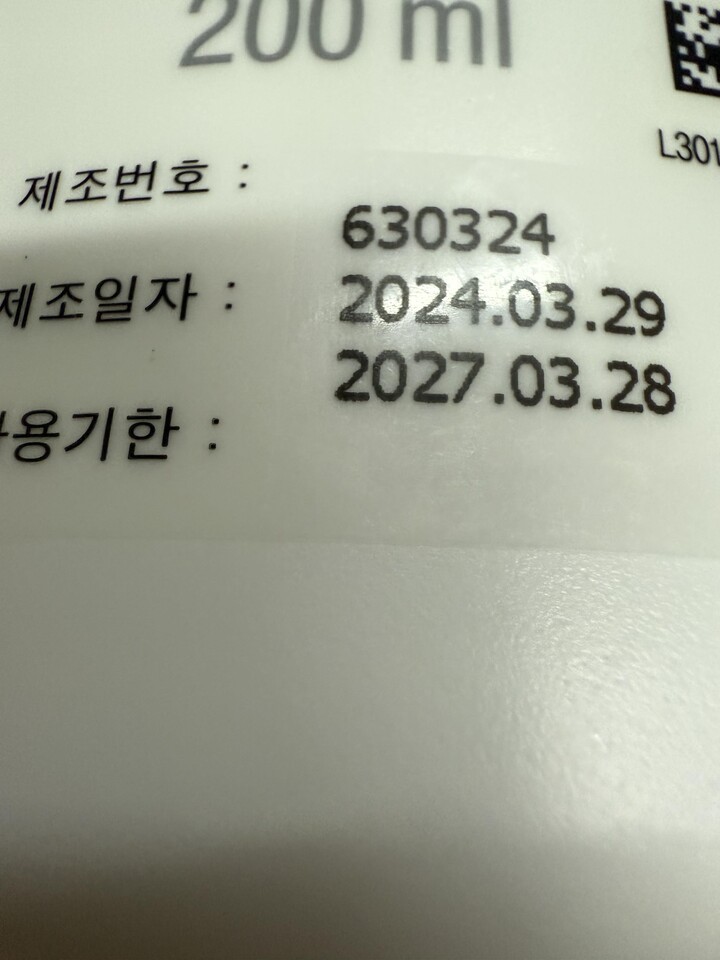 200 ml
L301
제조번호 : 630324
제조일자 : 2024.03.29
용기한 : 2027.03.28